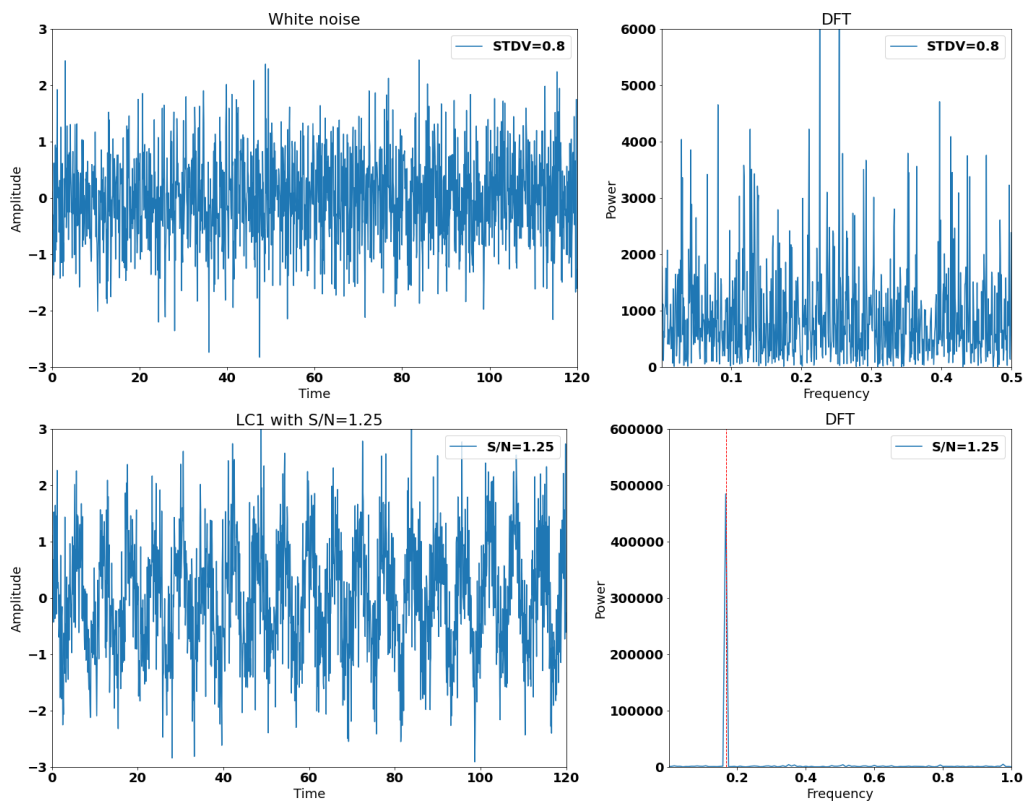 White noise
STDV=0.8
Amplitude
3
2
1
0
−1
−2
−3
0 20 40 60 80 100 120
Time
DFT
STDV=0.8
Power
6000
5000
4000
3000
2000
1000
0
0.1 0.2 0.3 0.4 0.5
Frequency
LC1 with S/N=1.25
S/N=1.25
Amplitude
3
2
1
0
−1
−2
−3
0 20 40 60 80 100 120
Time
DFT
S/N=1.25
Power
600000
500000
400000
300000
200000
100000
0
0.2 0.4 0.6 0.8 1.0
Frequency